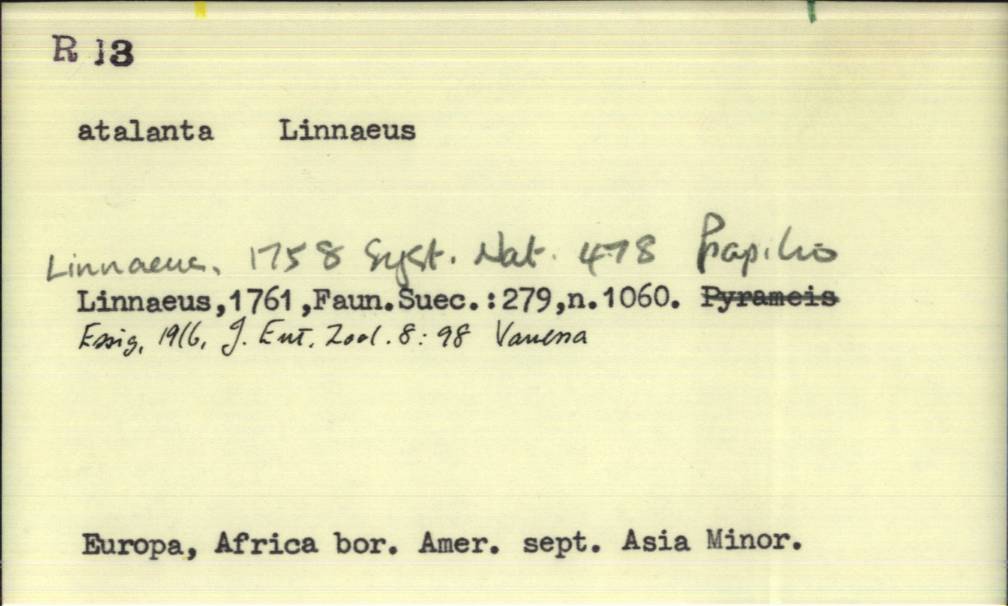 R 13
atalanta Linnaeus
Linnaeus, 1758 Syst. Nat. 478 Papilio
Linnaeus,1761,Faun.Suec.:279,n.1060. Pyrameis
Essig, 1916, J. Ent. Zool. 8: 98 Vanessa
Europa, Africa bor. Amer. sept. Asia Minor.